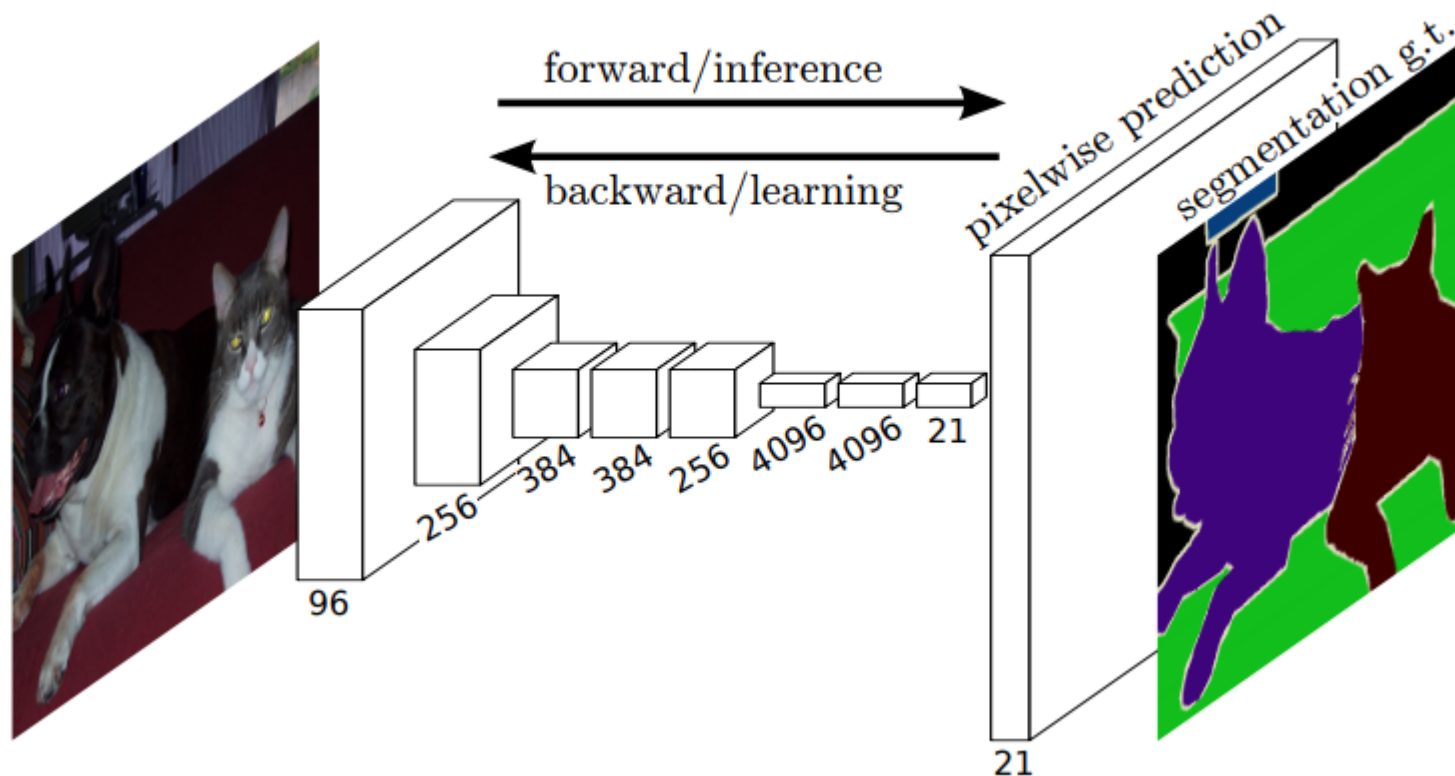 forward/inference
backward/learning
pixelwise prediction
segmentation g.t.
96
256
384
384
256
4096
4096
21
21